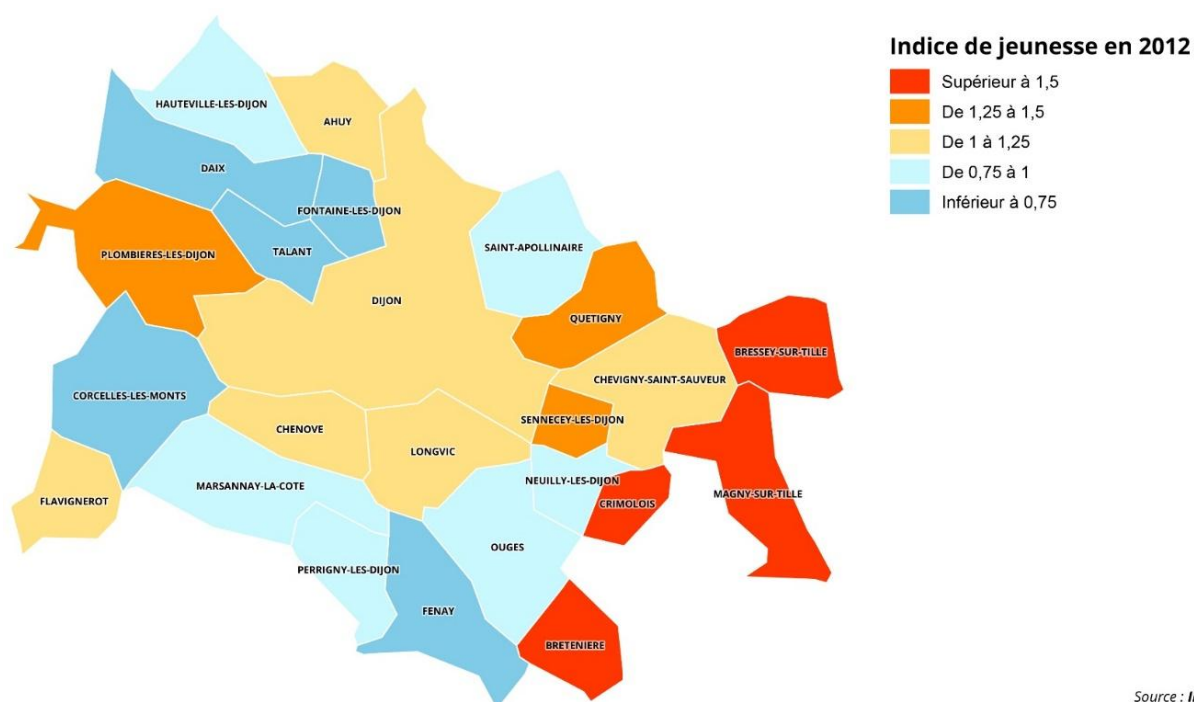 Indice de jeunesse en 2012
Supérieur à 1,5
De 1,25 à 1,5
De 1 à 1,25
De 0,75 à 1
Inférieur à 0,75
HAUTEVILLE-LES-DIJON
AHUY
DAIX
FONTAINE-LES-DIJON
TALANT
PLOMBIERES-LES-DIJON
SAINT-APOLLINAIRE
DIJON
QUETIGNY
BRESSEY-SUR-TILLE
CHEVIGNY-SAINT-SAUVEUR
CORCELLES-LES-MONTS
SENNECEY-LES-DIJON
CHENOVE
LONGVIC
NEUILLY-LES-DIJON
MARSANNAY-LA-COTE
MAGNY-SUR-TILLE
FLAVIGNEROT
CRIMOLOIS
OUGES
PERRIGNY-LES-DIJON
FENAY
BRETENIERE
Source :